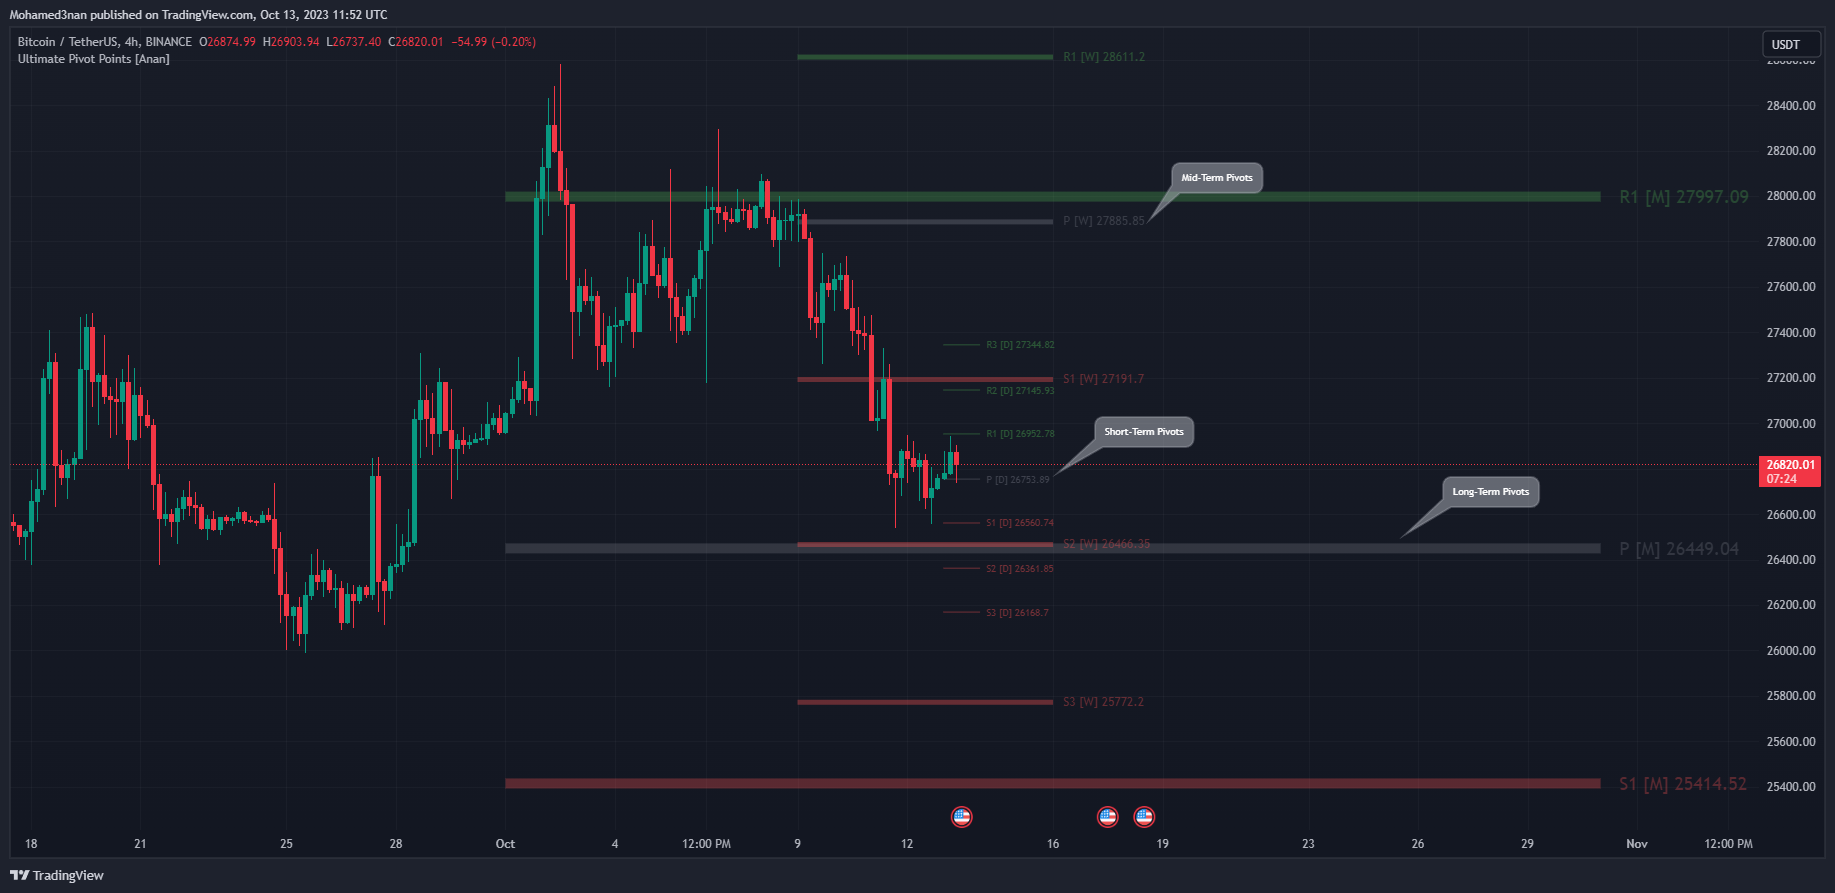 Mohamed3nan published on TradingView.com, Oct 13, 2023 11:52 UTC
Bitcoin / TetherUS, 4h, BINANCE O26874.99 H26903.94 L26737.40 C26820.01 −54.99 (−0.20%)
Ultimate Pivot Points [Anan]
USDT
R1 [W] 28611.2
28400.00
28200.00
Mid-Term Pivots
28000.00
R1 [M] 27997.09
P [W] 27885.85
27800.00
27600.00
27400.00
R3 [D] 27344.82
S1 [W] 27191.7
27200.00
R2 [D] 27145.93
27000.00
R1 [D] 26952.78
Short-Term Pivots
26820.01
07:24
P [D] 26753.89
Long-Term Pivots
26600.00
S1 [D] 26560.74
S2 [W] 26466.35
P [M] 26449.04
26400.00
S2 [D] 26361.85
26200.00
S3 [D] 26168.7
26000.00
25800.00
S3 [W] 25772.2
25600.00
S1 [M] 25414.52
25400.00
18 21 25 28 Oct 4 12:00 PM 9 12 16 19 23 26 29 Nov 12:00 PM
TradingView